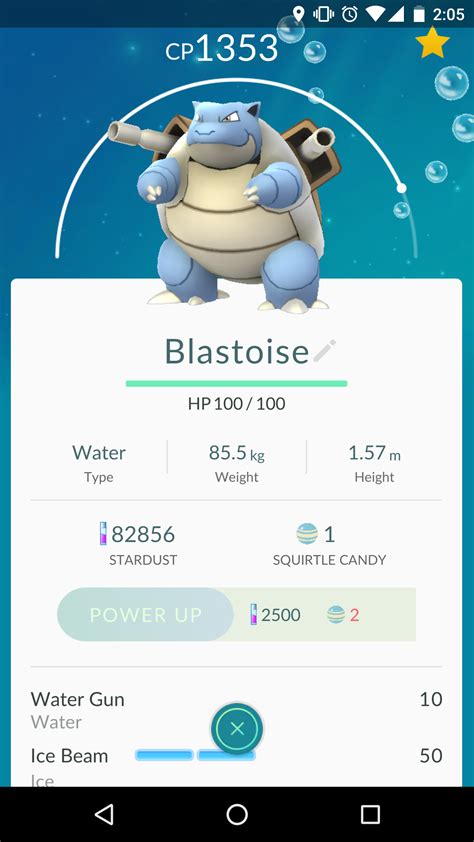 2:05
CP1353
Blastoise
HP 100 / 100
Water 85.5 kg 1.57 m
Type Weight Height
82856 1
STARDUST SQUIRTLE CANDY
POWER UP 2500 2
Water Gun 10
Water
Ice Beam 50
Ice